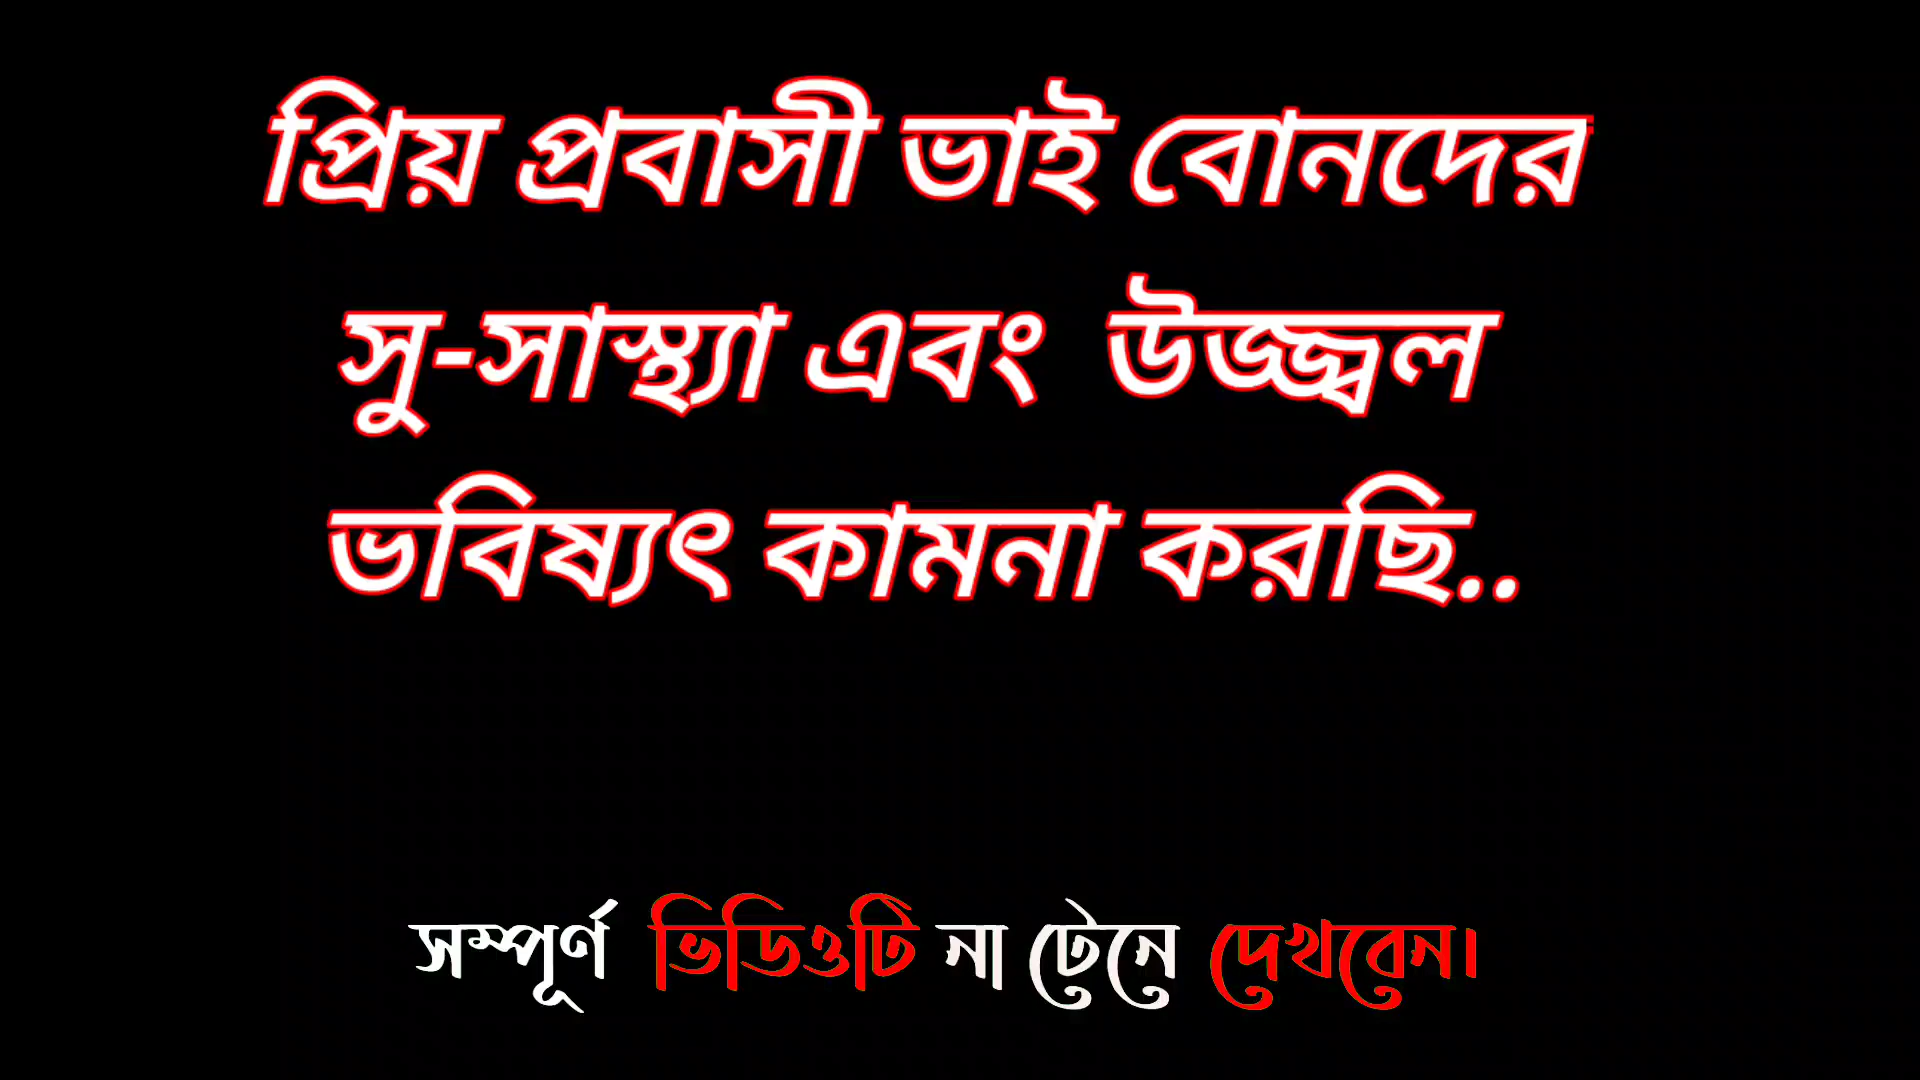 প্রিয় প্রবাসী ভাই বোনদের
সু-সাস্থ্যা এবং উজ্জ্বল
ভবিষ্যৎ কামনা করছি..
সম্পূর্ণ ভিডিওটি না টেনে দেখবেন।